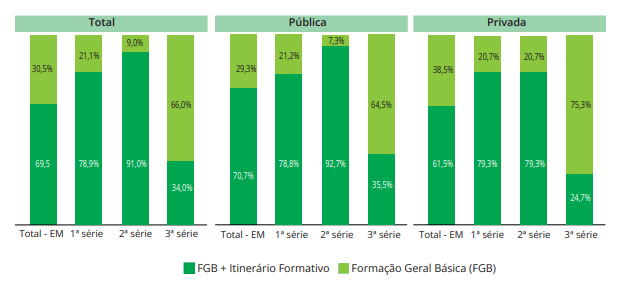 Total Pública Privada
9,0% 7,3%
21,1% 21,2% 20,7% 20,7%
30,5% 29,3% 38,5%
66,0% 64,5% 75,3%
69,5 78,9% 91,0% 70,7% 78,8% 92,7% 61,5% 79,3% 79,3%
34,0% 35,5% 24,7%
Total - EM 1ª série 2ª série 3ª série Total - EM 1ª série 2ª série 3ª série Total - EM 1ª série 2ª série 3ª série
FGB + Itinerário Formativo Formação Geral Básica (FGB)